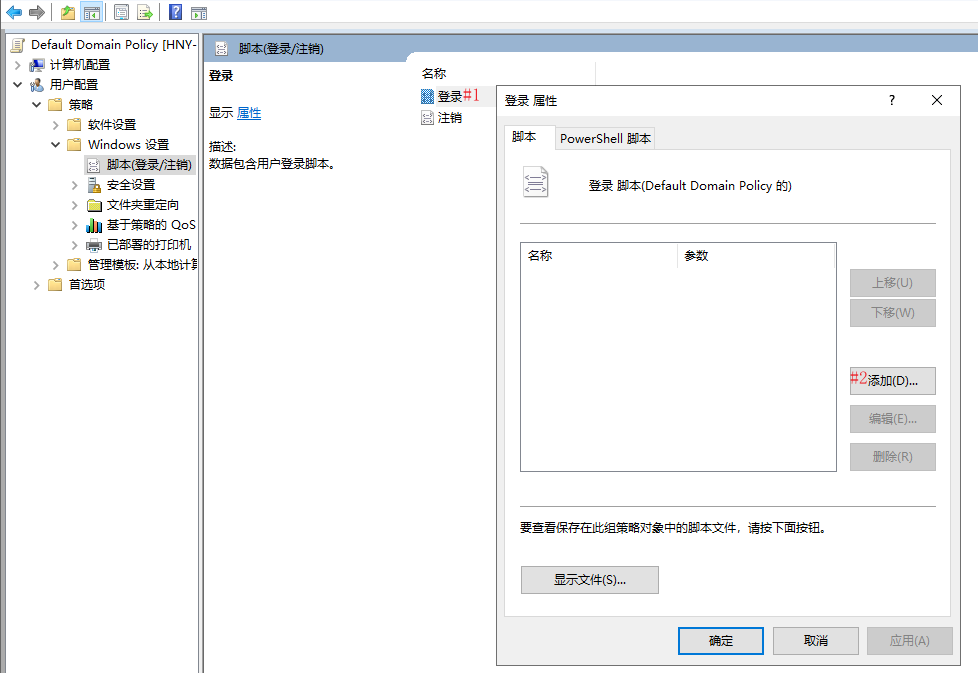 Default Domain Policy [HNY-
计算机配置
用户配置
策略
软件设置
Windows 设置
脚本(登录/注销)
安全设置
文件夹重定向
基于策略的 QoS
已部署的打印机
管理模板: 从本地计算
首选项
脚本(登录/注销)
登录
显示 属性
描述:
数据包含用户登录脚本。
名称
登录#1
注销
登录 属性
脚本
PowerShell 脚本
登录 脚本(Default Domain Policy 的)
名称 参数
上移(U)
下移(W)
#2添加(D)...
编辑(E)...
删除(R)
要查看保存在此组策略对象中的脚本文件，请按下面按钮。
显示文件(S)...
确定 取消 应用(A)